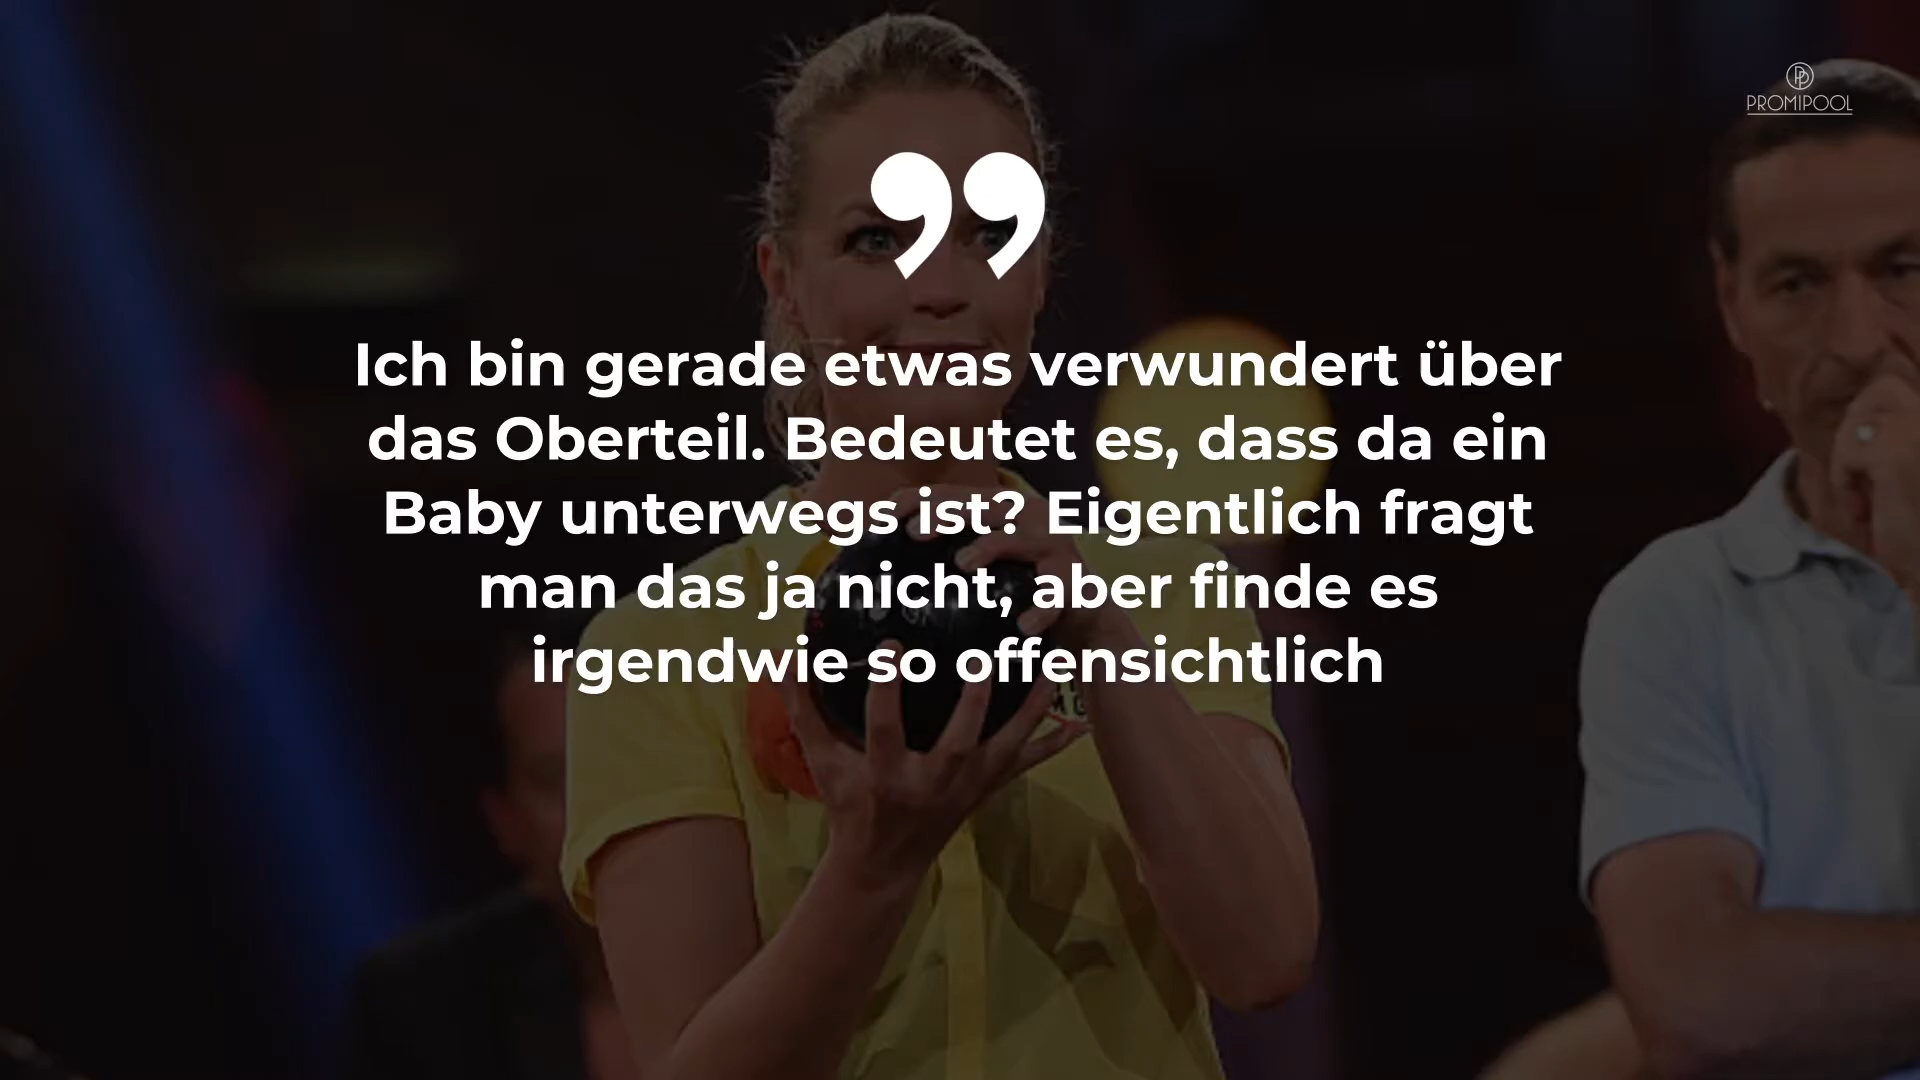 PROMIPOOL
”
Ich bin gerade etwas verwundert über
das Oberteil. Bedeutet es, dass da ein
Baby unterwegs ist? Eigentlich fragt
man das ja nicht, aber finde es
irgendwie so offensichtlich